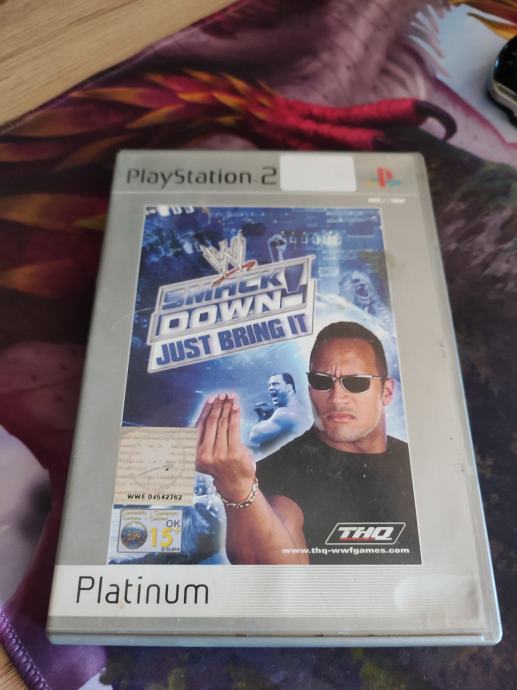 PlayStation 2
W
SMACK
DOWN!
JUST BRING IT
WWE 04542762
OK
15+
THQ
www.thq-wwfgames.com
Platinum